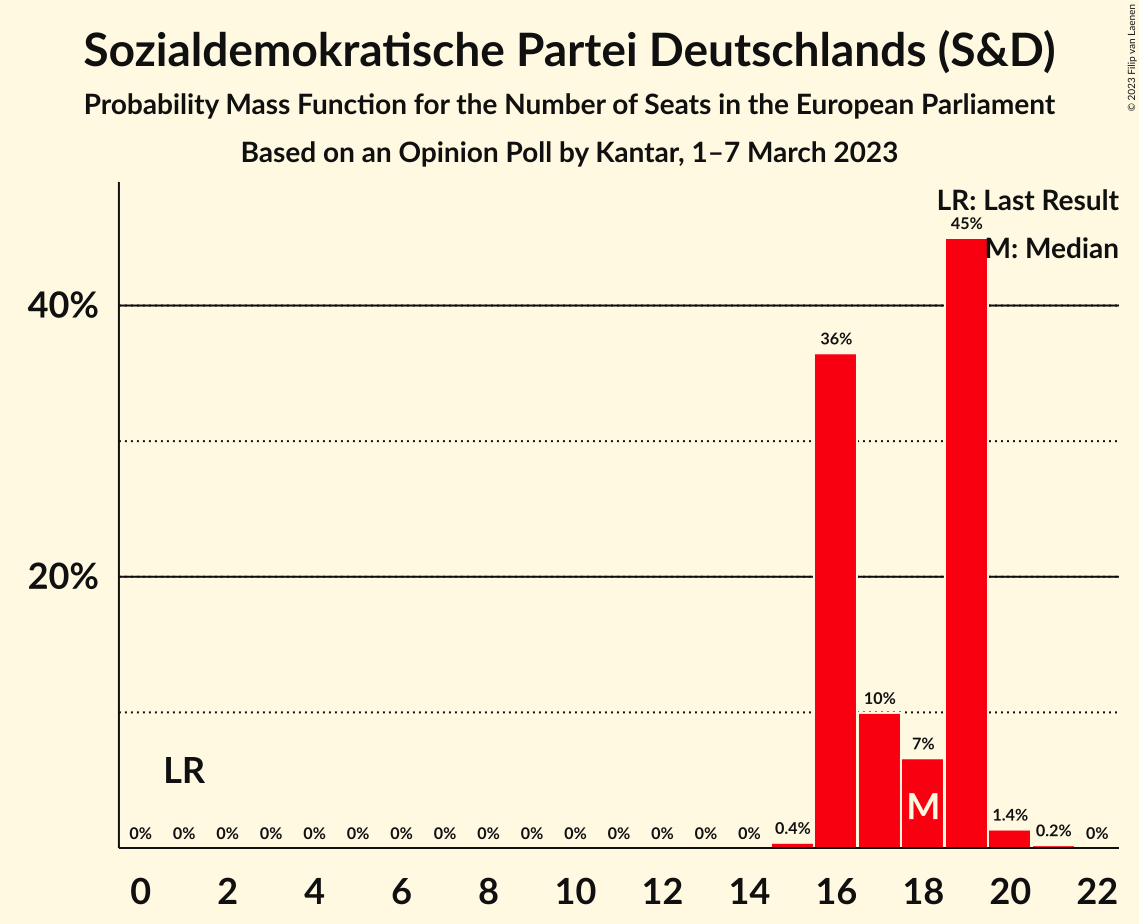 Sozialdemokratische Partei Deutschlands (S&D)
Probability Mass Function for the Number of Seats in the European Parliament
Based on an Opinion Poll by Kantar, 1–7 March 2023
© 2023 Filip van Laenen
LR: Last Result
M: Median
40%
20%
LR
M
0% 0% 0% 0% 0% 0% 0% 0% 0% 0% 0% 0% 0% 0% 0% 0.4% 36% 10% 7% 45% 1.4% 0.2% 0%
0 2 4 6 8 10 12 14 16 18 20 22